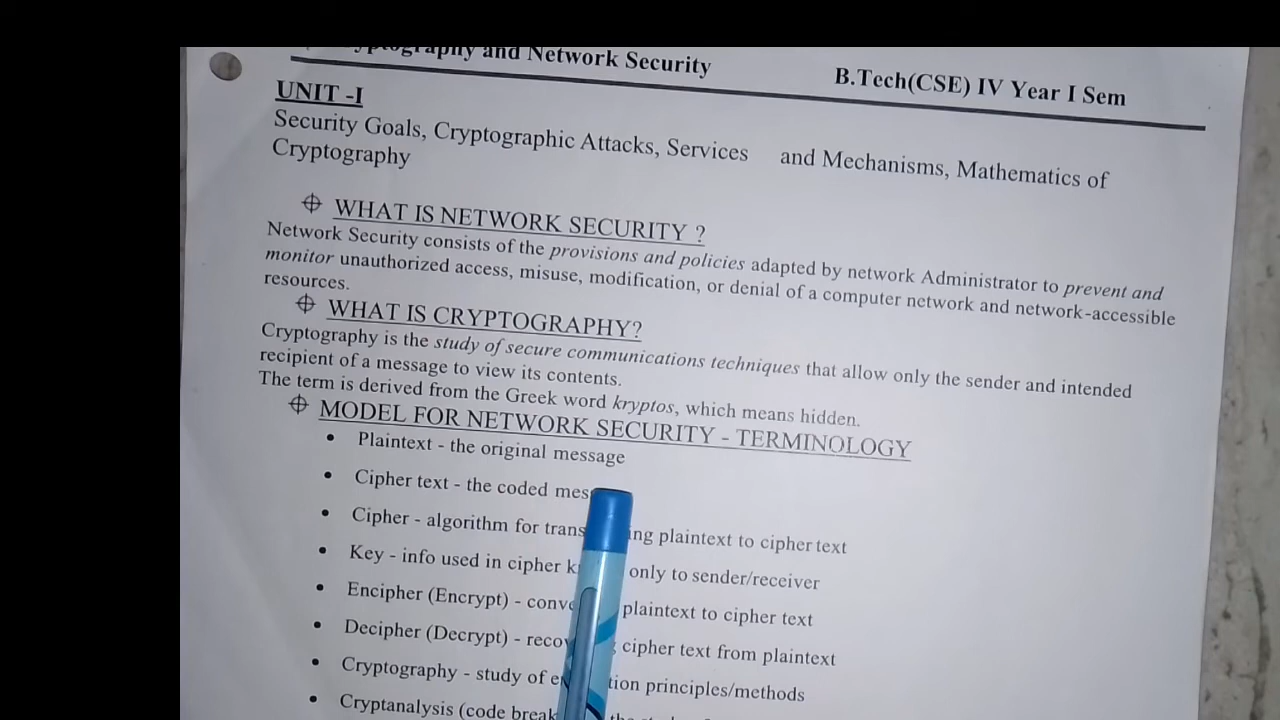 and Network Security
B.Tech(CSE) IV Year I Sem
UNIT -I
Security Goals, Cryptographic Attacks, Services and Mechanisms, Mathematics of
Cryptography
WHAT IS NETWORK SECURITY ?
Network Security consists of the provisions and policies adapted by network Administrator to prevent and
monitor unauthorized access, misuse, modification, or denial of a computer network and network-accessible
resources.
WHAT IS CRYPTOGRAPHY?
Cryptography is the study of secure communications techniques that allow only the sender and intended
recipient of a message to view its contents.
The term is derived from the Greek word kryptos, which means hidden.
MODEL FOR NETWORK SECURITY - TERMINOLOGY
• Plaintext - the original message
• Cipher text - the coded
• Cipher - algorithm for plaintext to cipher text
• Key - info used in cipher only to sender/receiver
• Encipher (Encrypt) - plaintext to cipher text
• Decipher (Decrypt) - cipher text from plaintext
• Cryptography - study of principles/methods
• Cryptanalysis (code